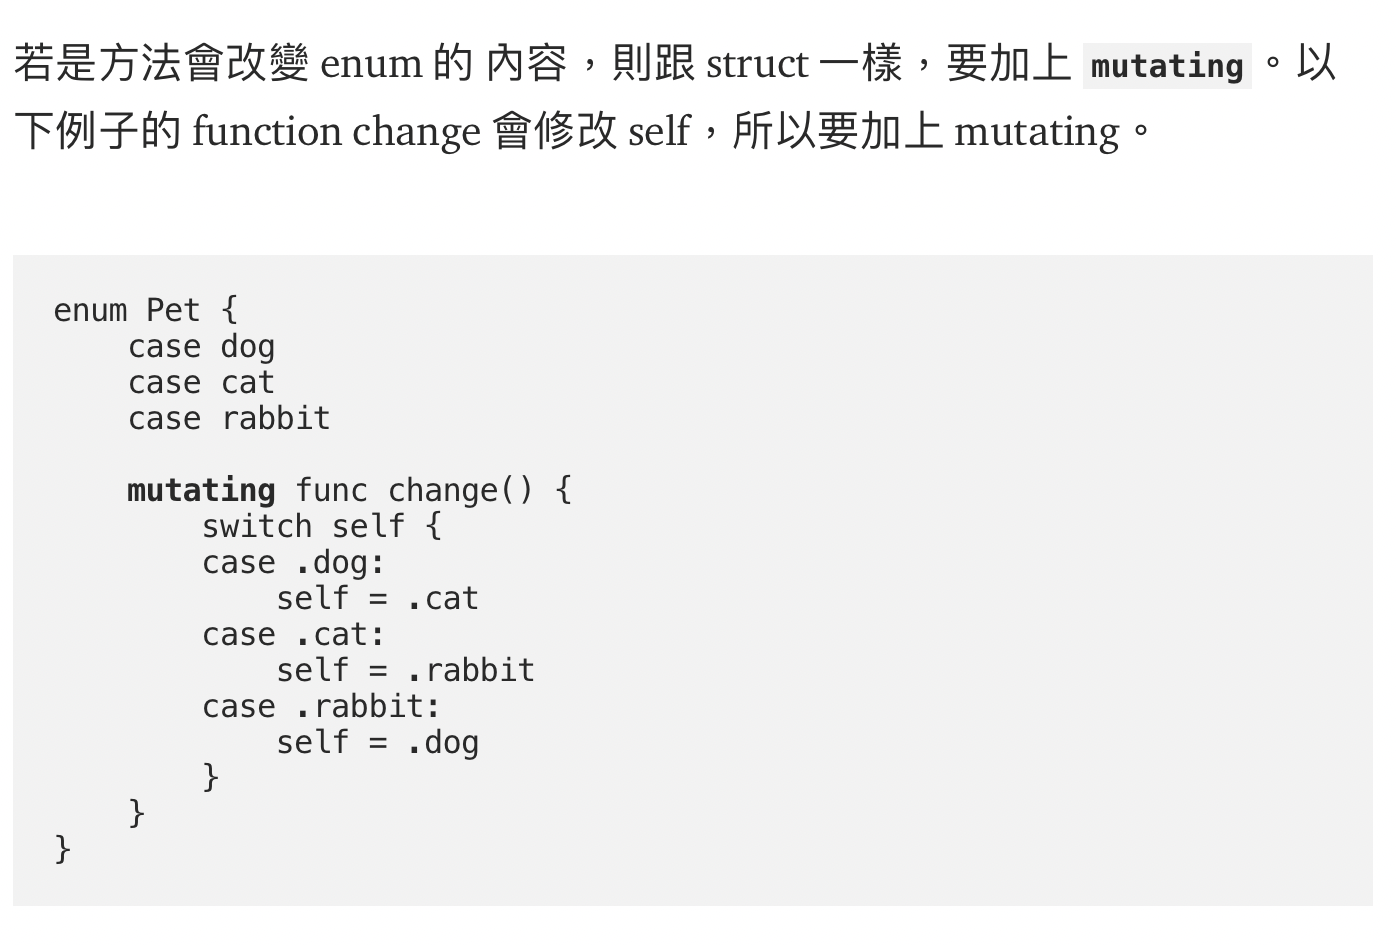 若是方法會改變 enum 的 內容，則跟 struct 一樣，要加上 mutating。以
下例子的 function change 會修改 self，所以要加上 mutating。
enum Pet {
    case dog
    case cat
    case rabbit
    mutating func change() {
        switch self {
        case .dog:
            self = .cat
        case .cat:
            self = .rabbit
        case .rabbit:
            self = .dog
        }
    }
}